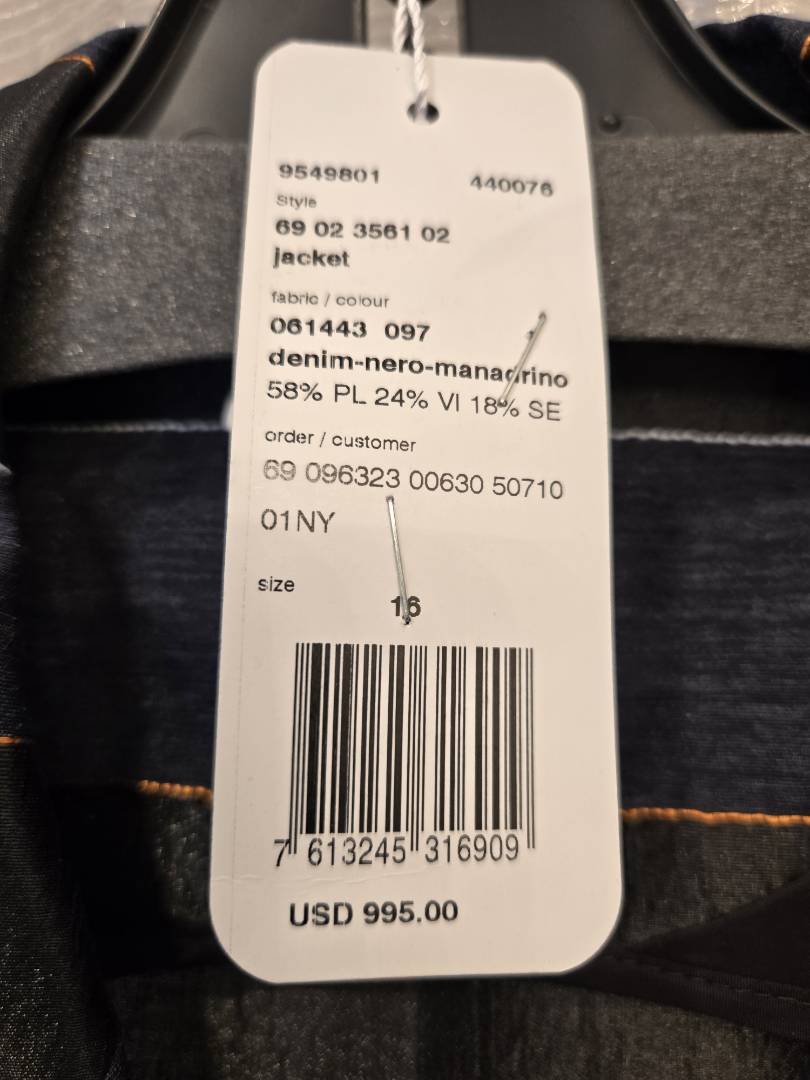 9549801 440076
Style
69 02 3561 02
jacket
fabric / colour
061443 097
denim-nero-manadrino
58% PL 24% VI 18% SE
order / customer
69 096323 00630 50710
01NY
size
16
7 613245 316909
USD 995.00